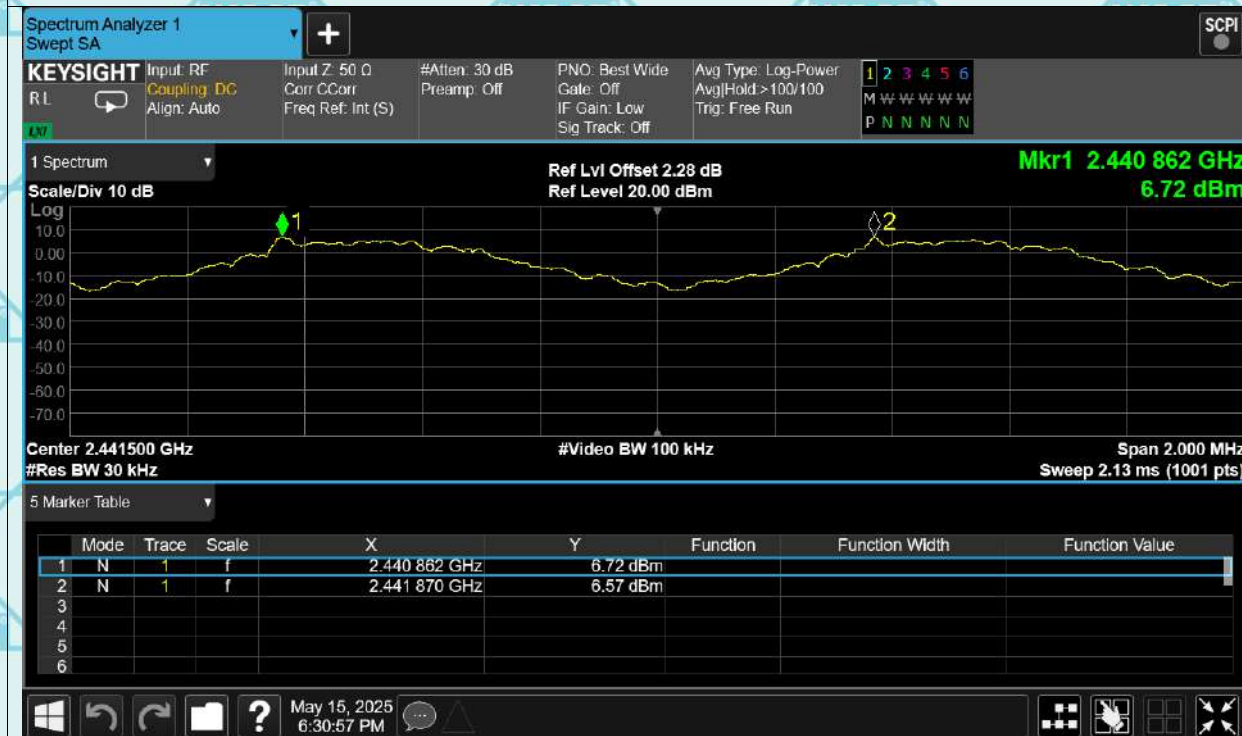 Spectrum Analyzer 1
Swept SA
+
SCPI
KEYSIGHT
RL
LXI
Input: RF
Coupling: DC
Align: Auto
Input Z: 50 Ω
Corr CCorr
Freq Ref: Int (S)
#Atten: 30 dB
Preamp: Off
PNO: Best Wide
Gate: Off
IF Gain: Low
Sig Track: Off
Avg Type: Log-Power
Avg|Hold:>100/100
Trig: Free Run
1 2 3 4 5 6
M W W W W W
P N N N N N
1 Spectrum
Scale/Div 10 dB
Ref Lvl Offset 2.28 dB
Ref Level 20.00 dBm
Mkr1 2.440 862 GHz
6.72 dBm
Log
1
2
10.0
0.00
-10.0
-20.0
-30.0
-40.0
-50.0
-60.0
-70.0
Center 2.441500 GHz
#Video BW 100 kHz
Span 2.000 MHz
#Res BW 30 kHz
Sweep 2.13 ms (1001 pts)
5 Marker Table
Mode Trace Scale X Y Function Function Width Function Value
1 N 1 f 2.440 862 GHz 6.72 dBm
2 N 1 f 2.441 870 GHz 6.57 dBm
3
4
5
6
?
May 15, 2025
6:30:57 PM